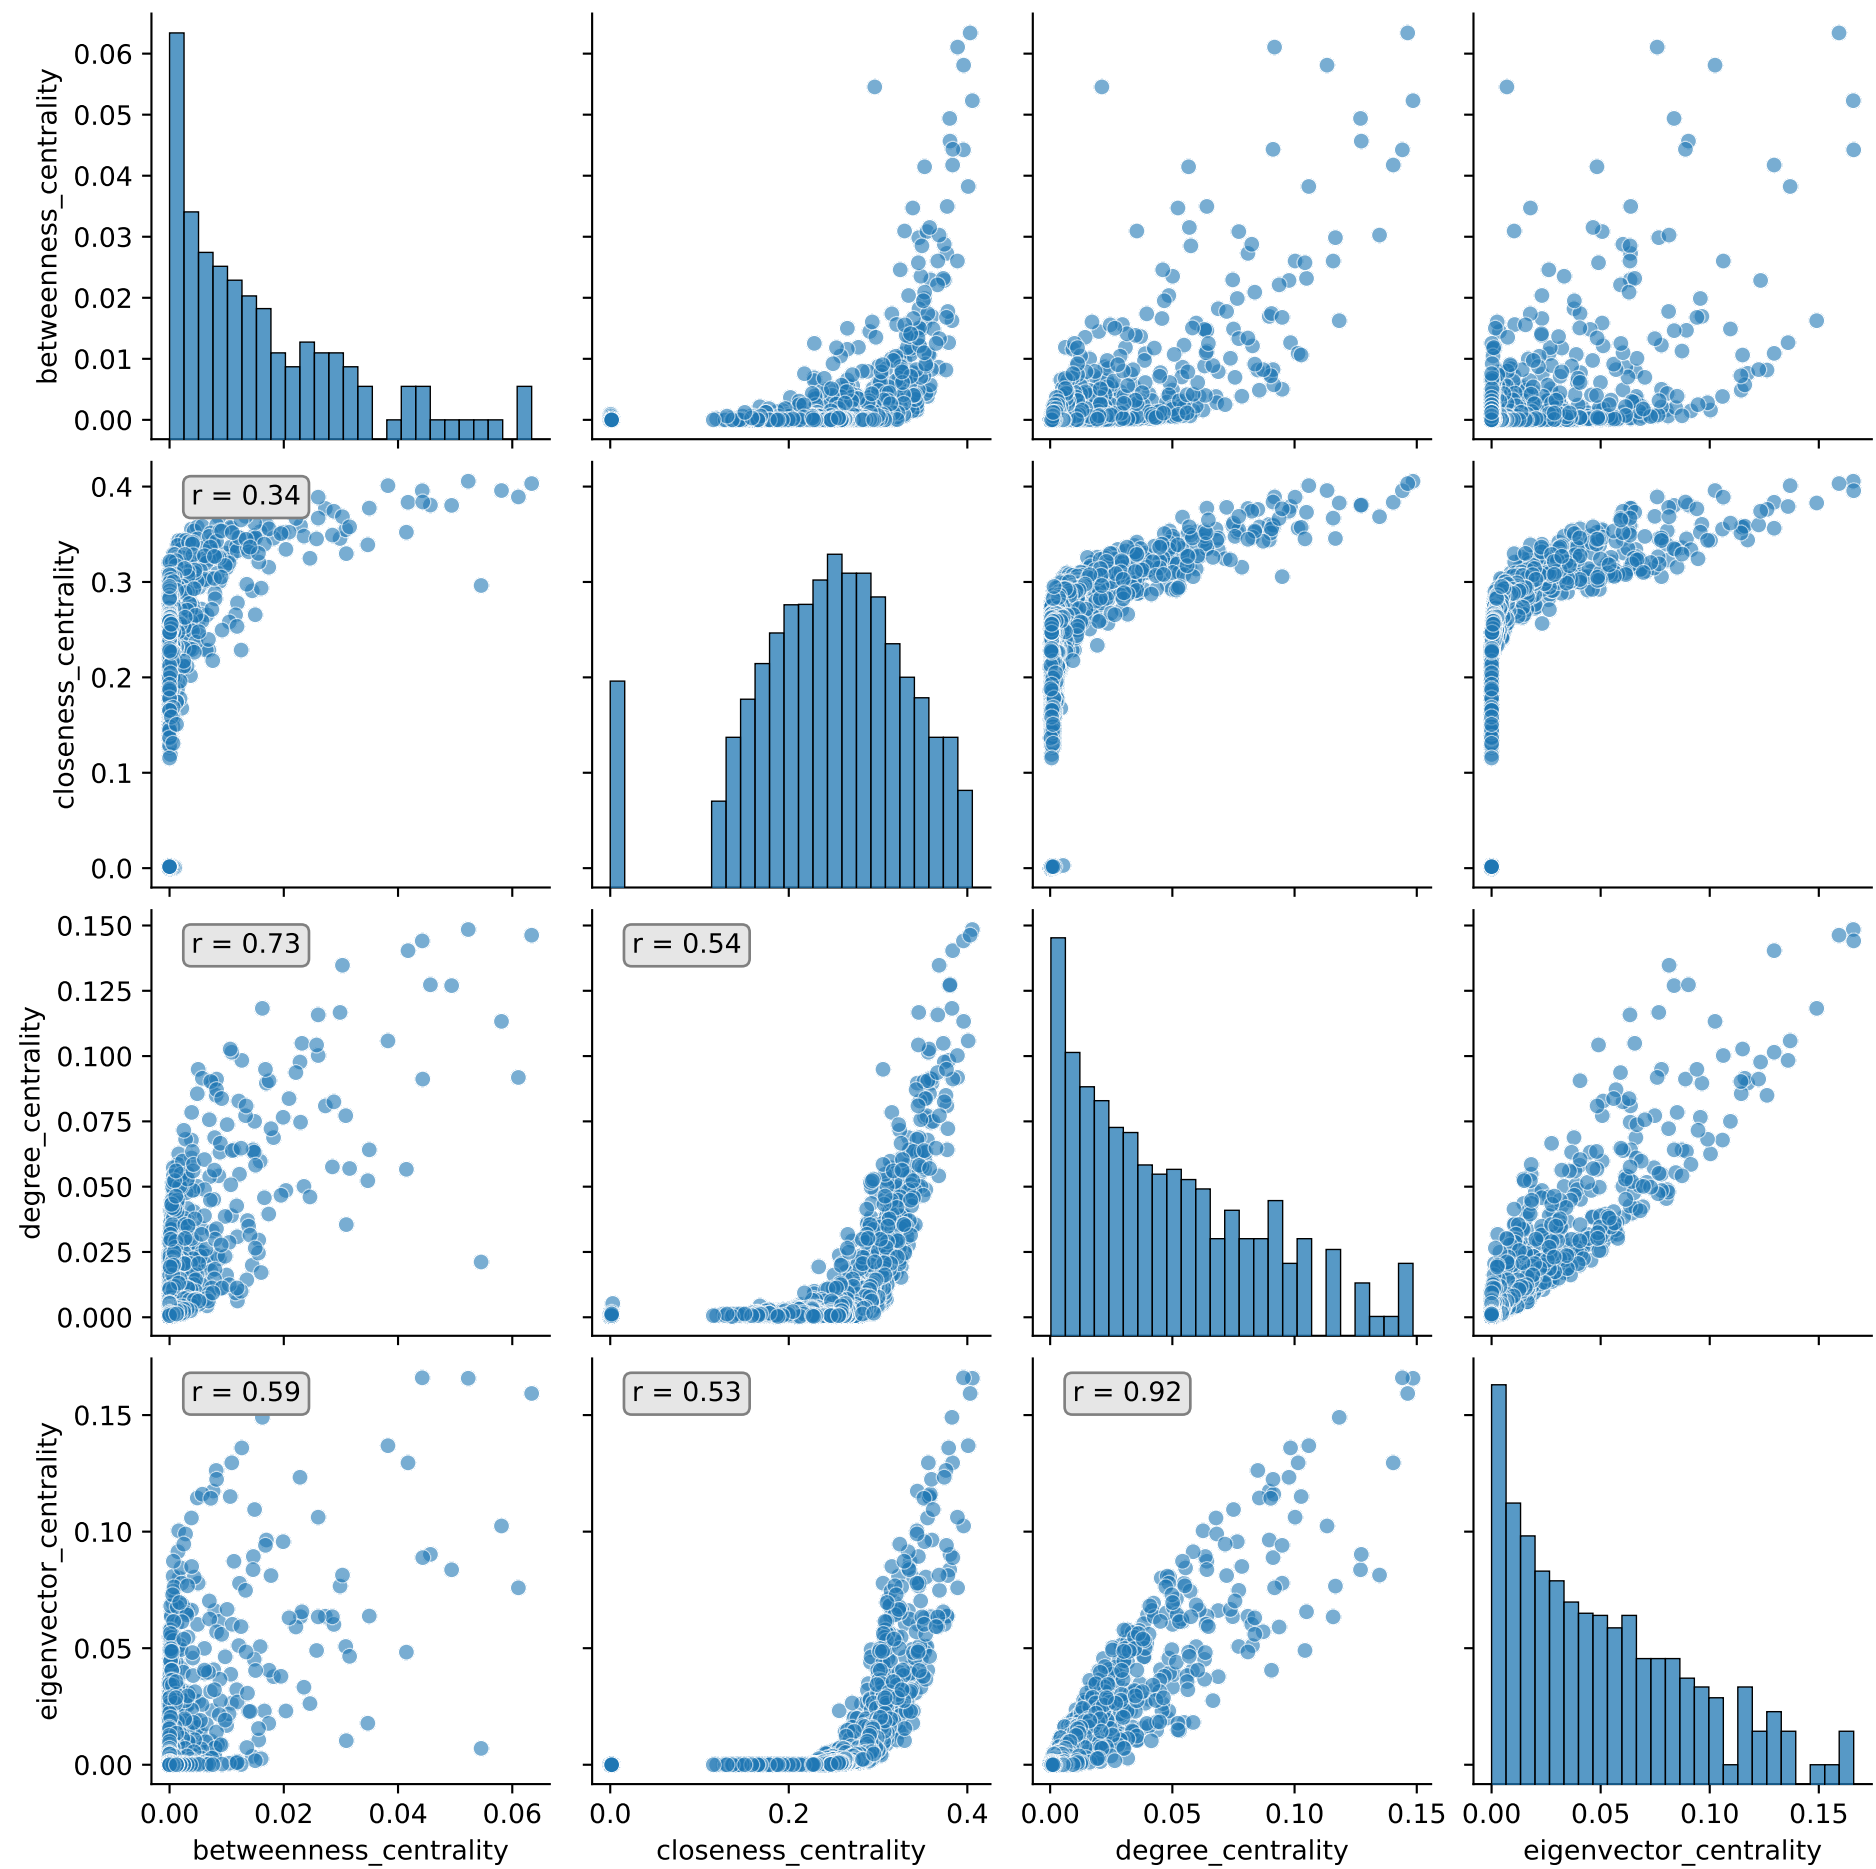 betweenness_centrality
0.06
0.05
0.04
0.03
0.02
0.01
0.00
closeness_centrality
0.4
0.3
0.2
0.1
0.0
r = 0.34
degree_centrality
0.150
0.125
0.100
0.075
0.050
0.025
0.000
r = 0.73
r = 0.54
eigenvector_centrality
0.15
0.10
0.05
0.00
r = 0.59
r = 0.53
r = 0.92
0.00 0.02 0.04 0.06
betweenness_centrality
0.0 0.2 0.4
closeness_centrality
0.00 0.05 0.10 0.15
degree_centrality
0.00 0.05 0.10 0.15
eigenvector_centrality